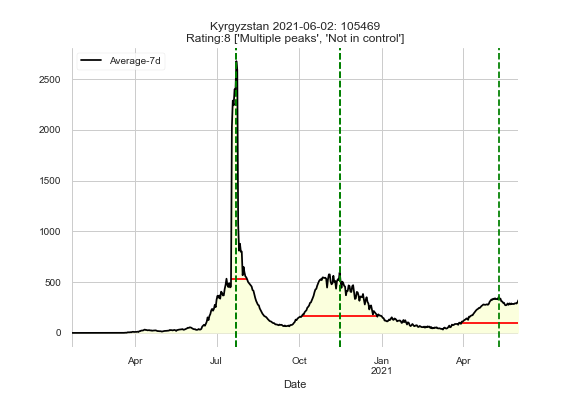 Kyrgyzstan 2021-06-02: 105469
Rating:8 ['Multiple peaks', 'Not in control']
Average-7d
2500
2000
1500
1000
500
0
Apr
Jul
Oct
Jan
2021
Apr
Date